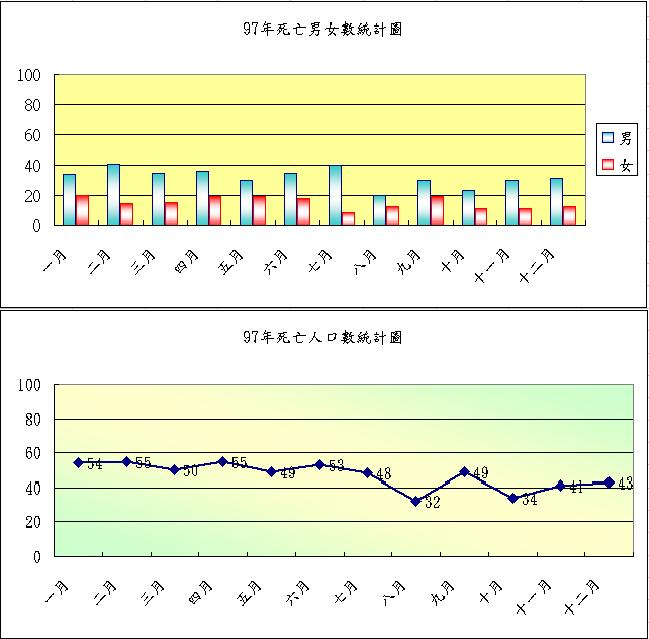 97年死亡男女數統計圖
100
80
60
40
20
0
男
女
一月 二月 三月 四月 五月 六月 七月 八月 九月 十月 十一月 十二月
97年死亡人口數統計圖
100
80
60
40
20
0
54 55 50 55 49 53 48 32 49 34 41 43
一月 二月 三月 四月 五月 六月 七月 八月 九月 十月 十一月 十二月